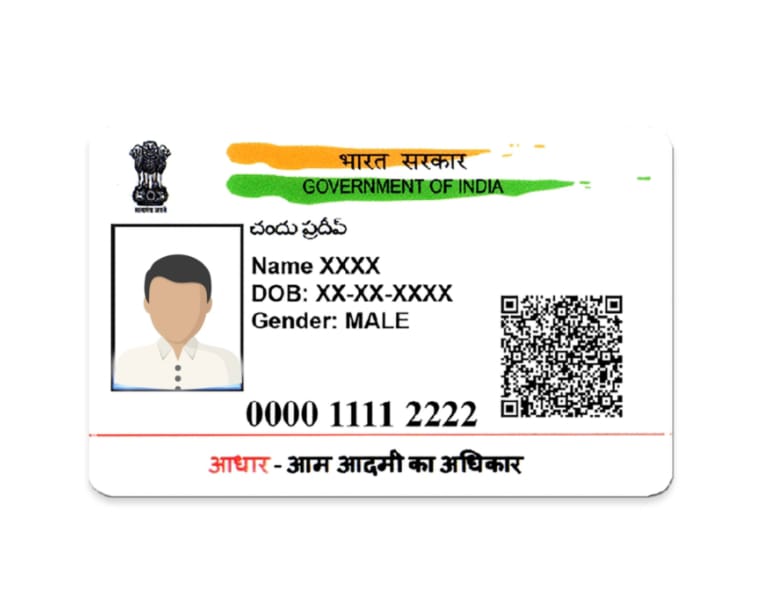 भारत सरकार
GOVERNMENT OF INDIA
सत्यमेव जयते
చందు ప్రదీప్
Name XXXX
DOB: XX-XX-XXXX
Gender: MALE
0000 1111 2222
आधार - आम आदमी का अधिकार